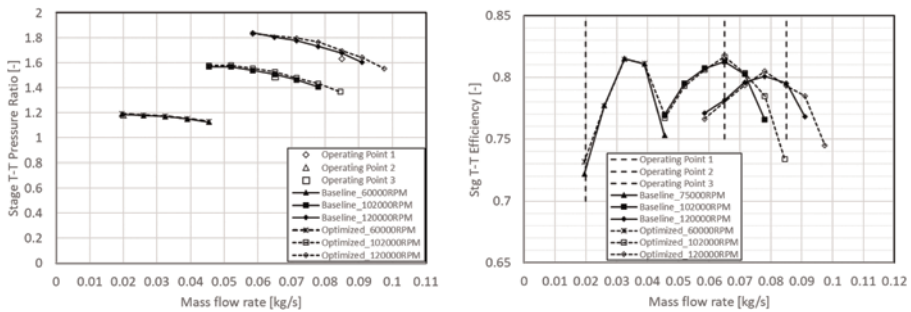 2
1.8
1.6
1.4
1.2
1
0.8
0.6
0.4
0.2
0
Stage T-T Pressure Ratio [-]
Operating Point 1
Operating Point 2
Operating Point 3
Baseline_60000RPM
Baseline_102000RPM
Baseline_120000RPM
Optimized_60000RPM
Optimized_102000RPM
Optimized_120000RPM
0 0.01 0.02 0.03 0.04 0.05 0.06 0.07 0.08 0.09 0.1 0.11
Mass flow rate [kg/s]
0.85
0.8
0.75
0.7
0.65
Stg T-T Efficiency [-]
Operating Point 1
Operating Point 2
Operating Point 3
Baseline_75000RPM
Baseline_102000RPM
Baseline_120000RPM
Optimized_60000RPM
Optimized_102000RPM
Optimized_120000RPM
0 0.01 0.02 0.03 0.04 0.05 0.06 0.07 0.08 0.09 0.1 0.11 0.12
Mass flow rate [kg/s]